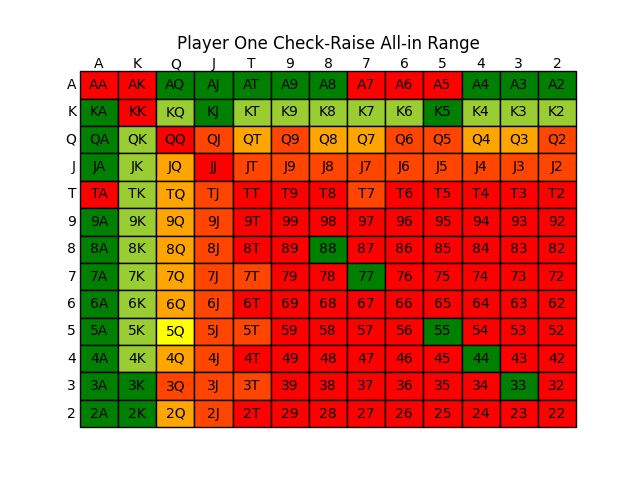 Player One Check-Raise All-in Range
A K Q J T 9 8 7 6 5 4 3 2
A AA AK AQ AJ AT A9 A8 A7 A6 A5 A4 A3 A2
K KA KK KQ KJ KT K9 K8 K7 K6 K5 K4 K3 K2
Q QA QK QQ QJ QT Q9 Q8 Q7 Q6 Q5 Q4 Q3 Q2
J JA JK JQ JJ JT J9 J8 J7 J6 J5 J4 J3 J2
T TA TK TQ TJ TT T9 T8 T7 T6 T5 T4 T3 T2
9 9A 9K 9Q 9J 9T 99 98 97 96 95 94 93 92
8 8A 8K 8Q 8J 8T 89 88 87 86 85 84 83 82
7 7A 7K 7Q 7J 7T 79 78 77 76 75 74 73 72
6 6A 6K 6Q 6J 6T 69 68 67 66 65 64 63 62
5 5A 5K 5Q 5J 5T 59 58 57 56 55 54 53 52
4 4A 4K 4Q 4J 4T 49 48 47 46 45 44 43 42
3 3A 3K 3Q 3J 3T 39 38 37 36 35 34 33 32
2 2A 2K 2Q 2J 2T 29 28 27 26 25 24 23 22